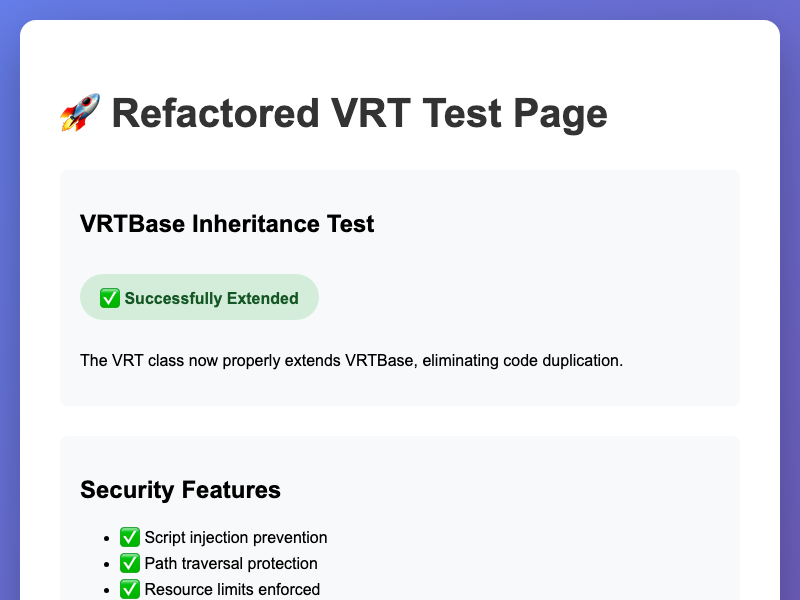 🚀 Refactored VRT Test Page
VRTBase Inheritance Test
✅ Successfully Extended
The VRT class now properly extends VRTBase, eliminating code duplication.
Security Features
• ✅ Script injection prevention
• ✅ Path traversal protection
• ✅ Resource limits enforced